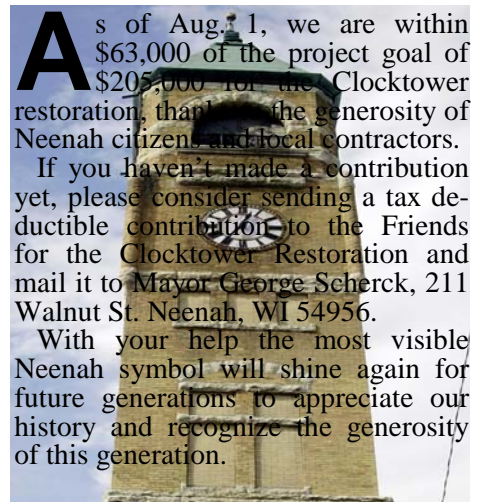 As of Aug. 1, we are within
$63,000 of the project goal of
$205,000 for the Clocktower
restoration, thanks to the generosity of
Neenah citizens and local contractors.
If you haven't made a contribution
yet, please consider sending a tax de-
ductible contribution to the Friends
for the Clocktower Restoration and
mail it to Mayor George Scherck, 211
Walnut St. Neenah, WI 54956.
With your help the most visible
Neenah symbol will shine again for
future generations to appreciate our
history and recognize the generosity
of this generation.